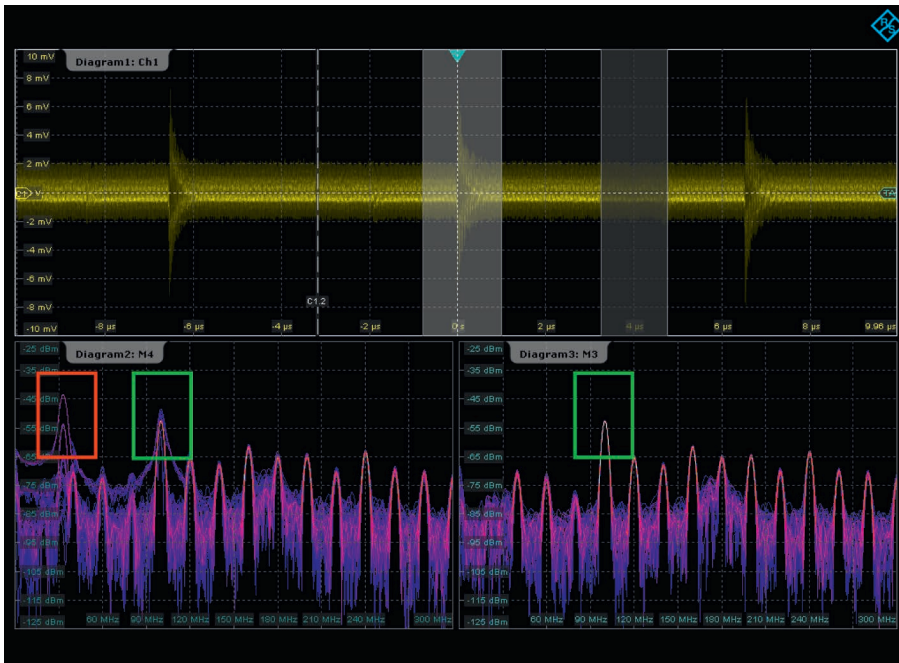 R&S
10 mV
Diagram1: Ch1
8 mV
6 mV
4 mV
2 mV
C1 V TA
-2 mV
-4 mV
-6 mV
-8 mV
C1.2
-10 mV -8 µs -6 µs -4 µs -2 µs 0 s 2 µs 4 µs 6 µs 8 µs 9.96 µs
-25 dBm Diagram2: M4 -25 dBm Diagram3: M3
-35 dBm -35 dBm
-45 dBm -45 dBm
-55 dBm -55 dBm
-65 dBm -65 dBm
-75 dBm -75 dBm
-85 dBm -85 dBm
-95 dBm -95 dBm
-105 dBm -105 dBm
-115 dBm -115 dBm
-125 dBm 60 MHz 90 MHz 120 MHz 150 MHz 180 MHz 210 MHz 240 MHz 300 MHz -125 dBm 60 MHz 90 MHz 120 MHz 150 MHz 180 MHz 210 MHz 240 MHz 300 MHz